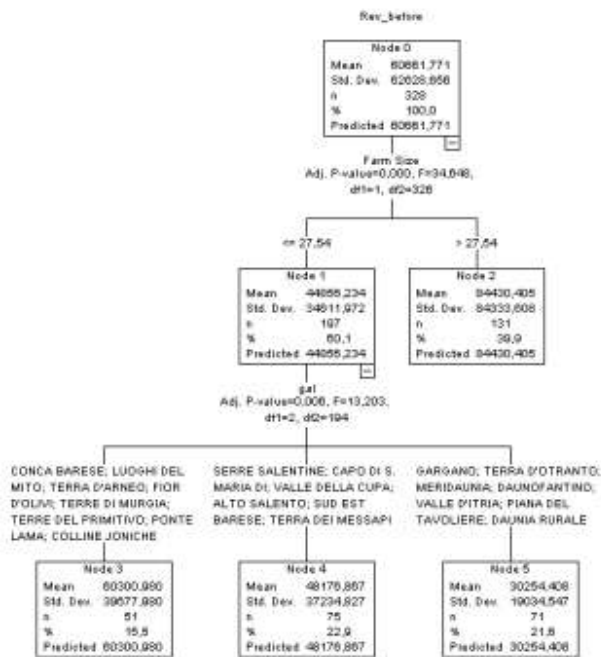 Rev_before
Node 0
Mean 60661,771
Std. Dev. 62628,656
n 328
% 100,0
Predicted 60661,771
Farm Size
Adj. P-value=0,000, F=34,648,
df1=1, df2=326
<= 27,54
> 27,54
Node 1
Mean 44856,234
Std. Dev. 34611,972
n 197
% 60,1
Predicted 44856,234
Node 2
Mean 84430,405
Std. Dev. 84333,608
n 131
% 39,9
Predicted 84430,405
gal
Adj. P-value=0,006, F=13,203,
df1=2, df2=194
CONCA BARESE; LUOGHI DEL
MITO; TERRA D'ARNEO; FIOR
D'OLIVI; TERRE DI MURGIA;
TERRE DEL PRIMITIVO; PONTE
LAMA; COLLINE JONICHE
SERRE SALENTINE; CAPO DI S.
MARIA DI; VALLE DELLA CUPA;
ALTO SALENTO; SUD EST
BARESE; TERRA DEI MESSAPI
GARGANO; TERRA D'OTRANTO;
MERIDAUNIA; DAUNOFANTINO;
VALLE D'ITRIA; PIANA DEL
TAVOLIERE; DAUNIA RURALE
Node 3
Mean 60300,980
Std. Dev. 39677,980
n 51
% 15,5
Predicted 60300,980
Node 4
Mean 48176,867
Std. Dev. 37234,827
n 75
% 22,9
Predicted 48176,867
Node 5
Mean 30254,408
Std. Dev. 19034,547
n 71
% 21,6
Predicted 30254,408